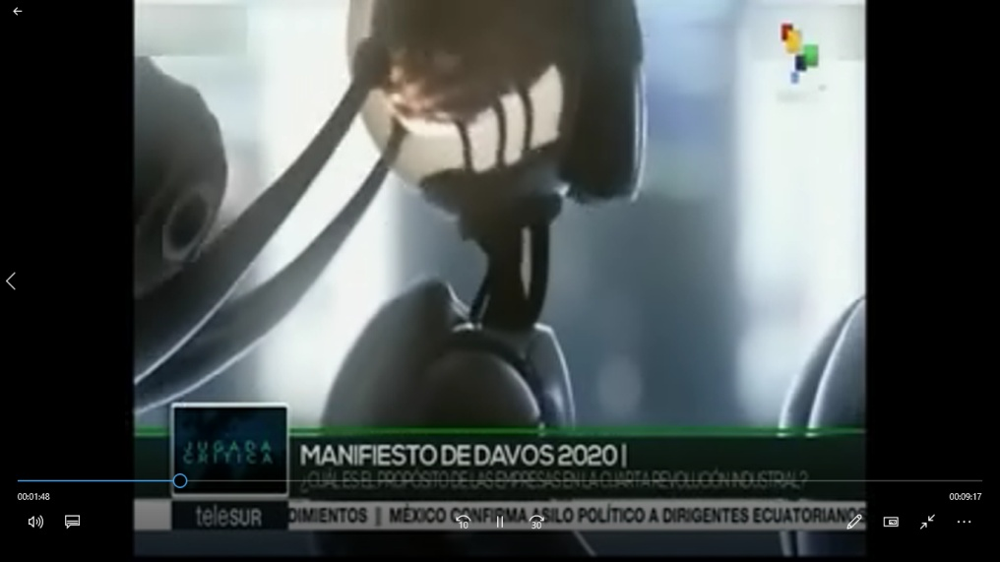 JUGADA
CRÍTICA
MANIFIESTO DE DAVOS 2020 |
¿CUÁL ES EL PROPÓSITO DE LAS EMPRESAS EN LA CUARTA REVOLUCIÓN INDUSTRIAL?
00:01:48
00:09:17
teleSUR
DIMIENTOS || MÉXICO CONFIRMA ASILO POLÍTICO A DIRIGENTES ECUATORIANO
10
30